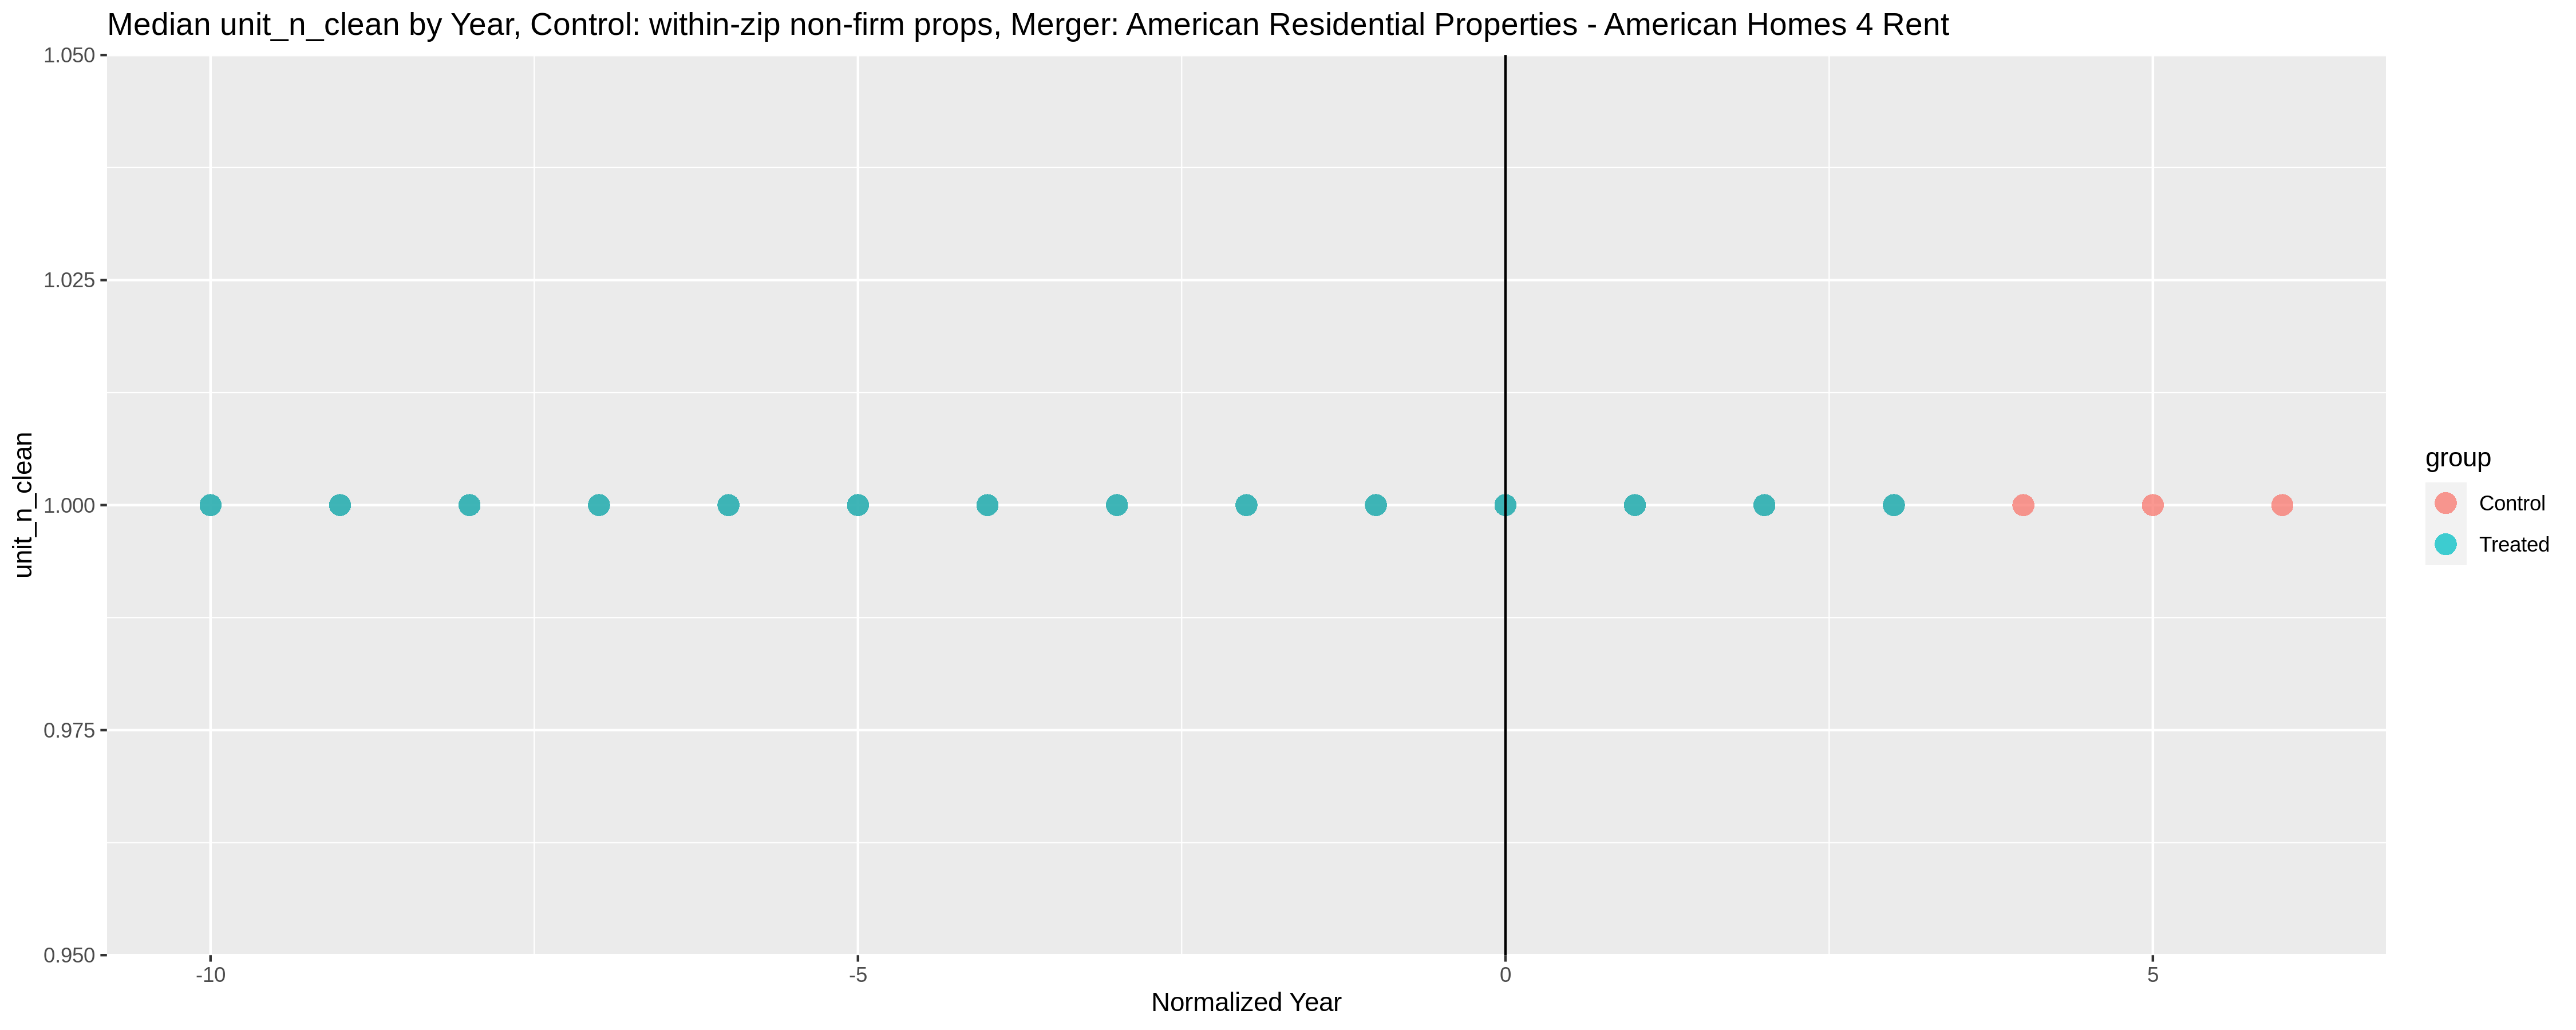 Median unit_n_clean by Year, Control: within-zip non-firm props, Merger: American Residential Properties - American Homes 4 Rent
1.050
1.025
1.000
0.975
0.950
unit_n_clean
-10
-5
0
5
Normalized Year
group
Control
Treated